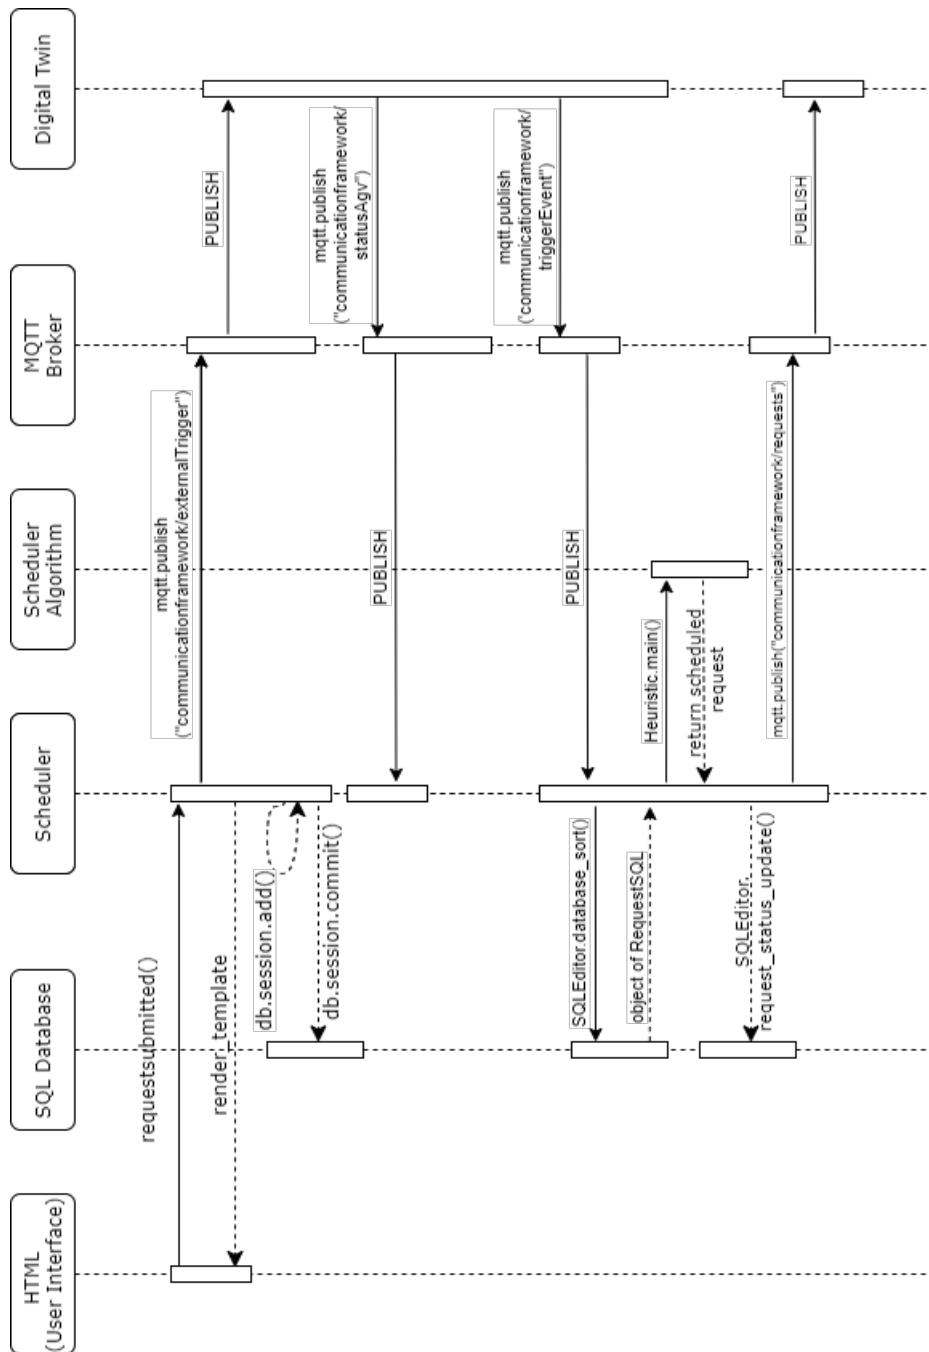 HTML
(User Interface)
SQL Database
Scheduler
Scheduler
Algorithm
MQTT
Broker
Digital Twin
requestsubmitted()
mqtt.publish
("communicationframework/externalTrigger")
PUBLISH
render_template
db.session.add()
db.session.commit()
mqtt.publish
("communicationframework/
statusAgv")
PUBLISH
mqtt.publish
("communicationframework/
triggerEvent")
PUBLISH
SQLEditor.database_sort()
object of RequestSQL
Heuristic.main()
return scheduled
request
SQLEditor.
request_status_update()
mqtt.publish("communicationframework/requests")
PUBLISH